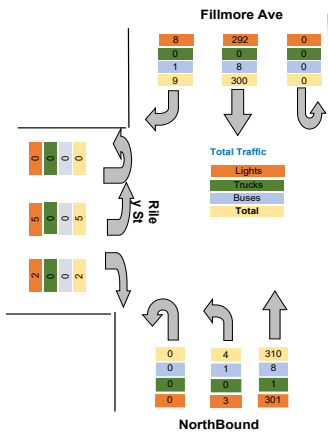 Fillmore Ave
8 292 0
0 0 0
1 8 0
9 300 0
Total Traffic
Lights
Trucks
Buses
Total
0 0 0 0
5 0 0 5
2 0 0 2
Rile
y St
0 4 310
0 1 8
0 0 1
0 3 301
NorthBound